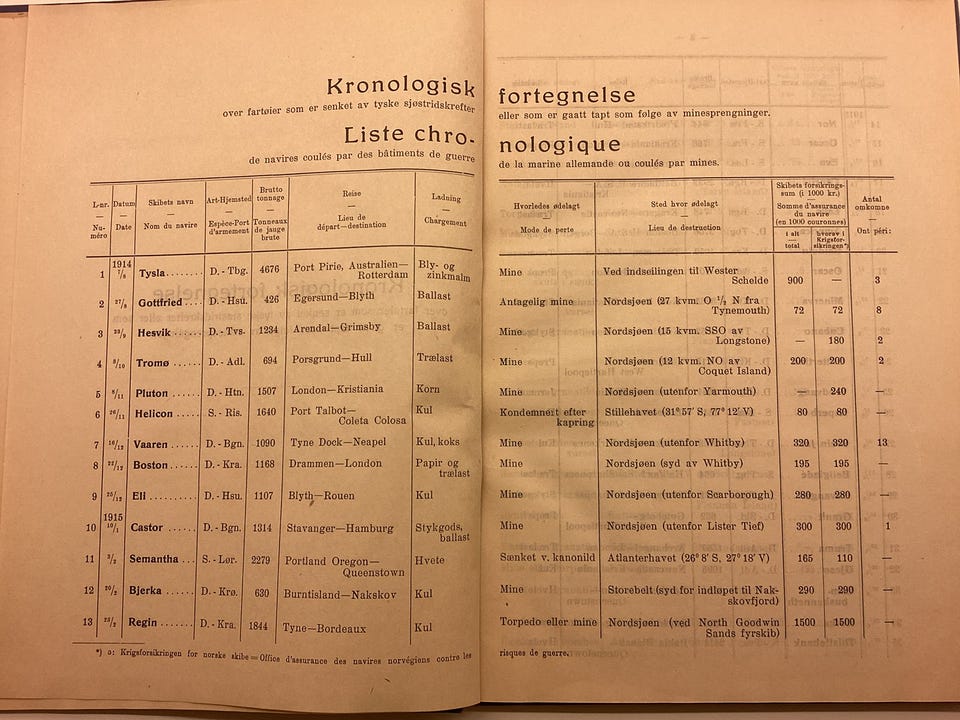 Kronologisk fortegnelse
over fartøier som er senket av tyske sjøstridskrefter eller som er gaatt tapt som følge av minesprengninger.
Liste chronologique
de navires coulés par des bâtiments de guerre de la marine allemande ou coulés par mines.
L-nr. — Numéro | Datum — Date | Skibets navn — Nom du navire | Art-Hjemsted — Espèce-Port d'armement | Brutto tonnage — Tonneaux de jauge brute | Reise — Lieu de départ—destination | Ladning — Chargement | Hvorledes ødelagt — Mode de perte | Sted hvor ødelagt — Lieu de destruction | Skibets forsikringssum (i 1000 kr.) Somme d'assurance du navire (en 1000 couronnes) | i alt — total | hvorav i Krigsforsikringen*) | Antal omkomne — Ont péri:
1914
1 | 7/8 | Tysla........ | D.-Tbg. | 4676 | Port Pirie, Australien—Rotterdam | Bly- og zinkmalm | Mine | Ved indseilingen til Wester Schelde | 900 | — | 3
2 | 27/8 | Gottfried..... | D.-Hsu. | 426 | Egersund—Blyth | Ballast | Antagelig mine | Nordsjøen (27 kvm. O ½ N fra Tynemouth) | 72 | 72 | 8
3 | /9 | Hesvik...... | D.-Tvs. | 1234 | Arendal—Grimsby | Ballast | Mine | Nordsjøen (15 kvm. SSO av Longstone) | — | 180 | 2
4 | /10 | Tromø...... | D.-Adl. | 694 | Porsgrund—Hull | Trælast | Mine | Nordsjøen (12 kvm. NO av Coquet Island) | 200 | 200 | 2
5 | /11 | Pluton...... | D.-Htn. | 1507 | London—Kristiania | Korn | Mine | Nordsjøen (utenfor Yarmouth) | — | 240 | —
6 | 26/11 | Helicon..... | S.-Ris. | 1640 | Port Talbot—Coleta Colosa | Kul | Kondemnert efter kapring | Stillehavet (31° 57′ S, 77° 12′ V) | 80 | 80 | —
7 | 16/12 | Vaaren...... | D.-Bgn. | 1090 | Tyne Dock—Neapel | Kul, koks | Mine | Nordsjøen (utenfor Whitby) | 320 | 320 | 13
8 | 22/12 | Boston...... | D.-Kra. | 1168 | Drammen—London | Papir og trælast | Mine | Nordsjøen (syd av Whitby) | 195 | 195 | —
9 | 25/12 | Eli.......... | D.-Hsu. | 1107 | Blyth—Rouen | Kul | Mine | Nordsjøen (utenfor Scarborough) | 280 | 280 | —
1915
10 | 10/1 | Castor...... | D.-Bgn. | 1314 | Stavanger—Hamburg | Stykgods, ballast | Mine | Nordsjøen (utenfor Lister Tief) | 300 | 300 | 1
11 | /2 | Semantha... | S.-Lør. | 2279 | Portland Oregon—Queenstown | Hvete | Sænket v. kanonild | Atlanterhavet (26° 8′ S, 27° 18′ V) | 165 | 110 | —
12 | 20/2 | Bjerka...... | D.-Krø. | 630 | Burntisland—Nakskov | Kul | Mine | Storebelt (syd for indløpet til Nakskovfjord) | 290 | 290 | —
13 | 23/2 | Regin....... | D.-Kra. | 1844 | Tyne—Bordeaux | Kul | Torpedo eller mine | Nordsjøen (ved North Goodwin Sands fyrskib) | 1500 | 1500 | —
*) ɔ: Krigsforsikringen for norske skibe = Office d'assurance des navires norvégiens contre les risques de guerre.